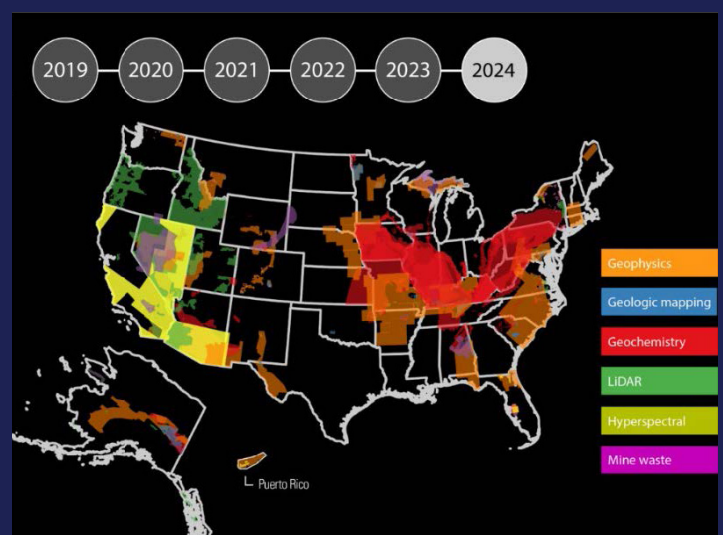 2019
2020
2021
2022
2023
2024
Geophysics
Geologic mapping
Geochemistry
LiDAR
Hyperspectral
Mine waste
Puerto Rico